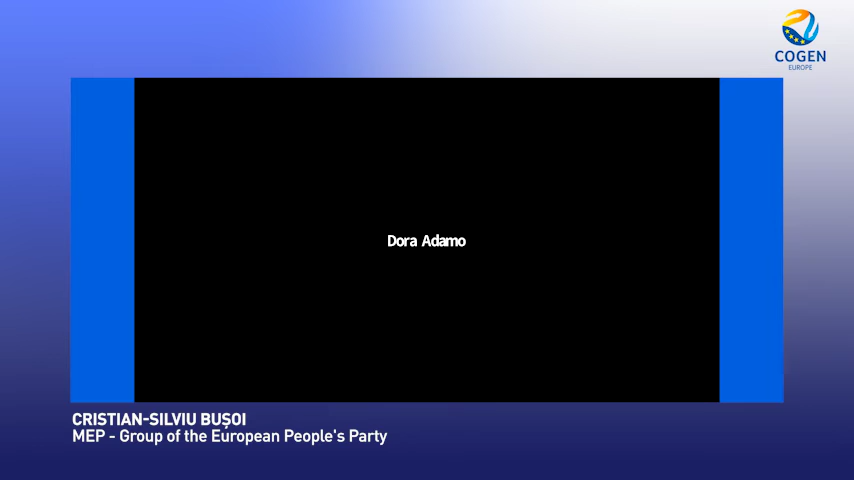 COGEN
EUROPE
Dora Adamo
CRISTIAN-SILVIU BUȘOI
MEP - Group of the European People's Party